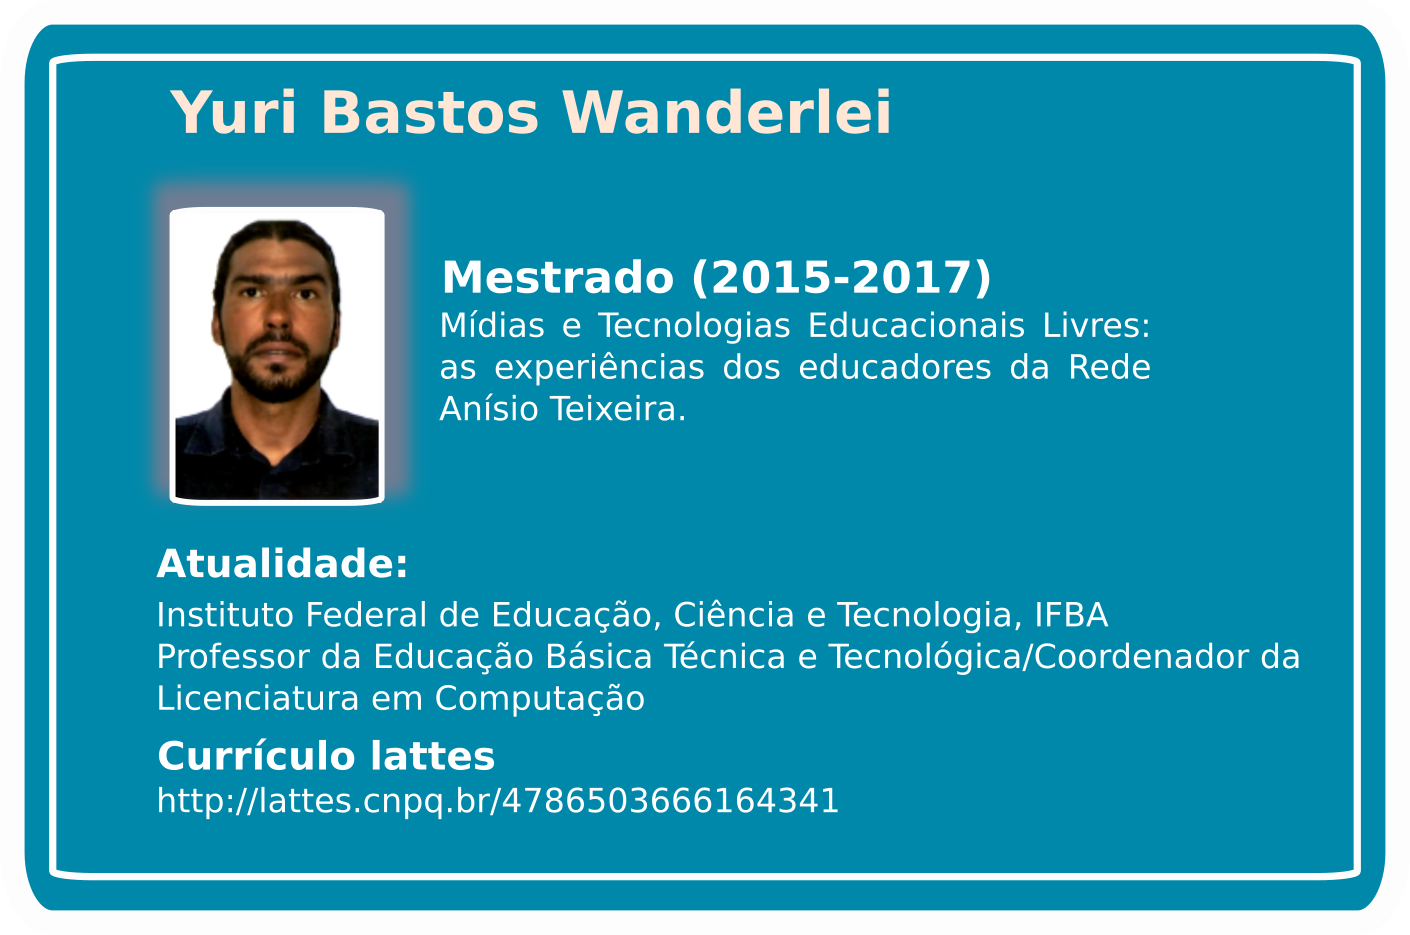 Yuri Bastos Wanderlei
Mestrado (2015-2017)
Mídias e Tecnologias Educacionais Livres:
as experiências dos educadores da Rede
Anísio Teixeira.
Atualidade:
Instituto Federal de Educação, Ciência e Tecnologia, IFBA
Professor da Educação Básica Técnica e Tecnológica/Coordenador da
Licenciatura em Computação
Currículo lattes
http://lattes.cnpq.br/4786503666164341